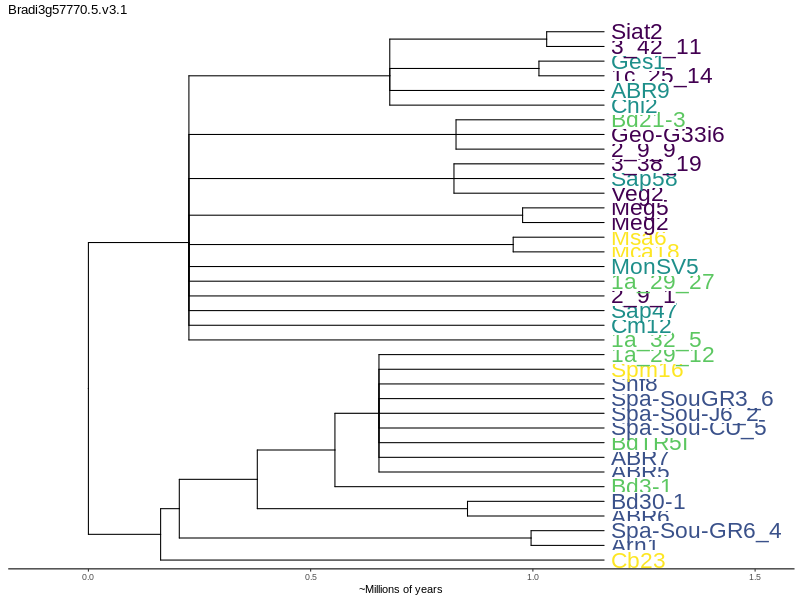 Bradi3g57770.5.v3.1
Siat2
3_42_11
Ges1
Tc_25_14
ABR9
Chi2
Bd21-3
Geo-G33i6
2_9_9
3_38_19
Sap58
Veg2
Meg5
Meg2
Msa6
Mca18
MonSV5
1a_29_27
2_9_1
Sap47
Cm12
1a_32_5
1a_29_12
Spm16
Shi8
Spa-SouGR3_6
Spa-Sou-J6_2
Spa-Sou-CU_5
BdTR5I
ABR7
ABR5
Bd3-1
Bd30-1
ABR6
Spa-Sou-GR6_4
Arn1
Cb23
0.0 0.5 1.0 1.5
~Millions of years